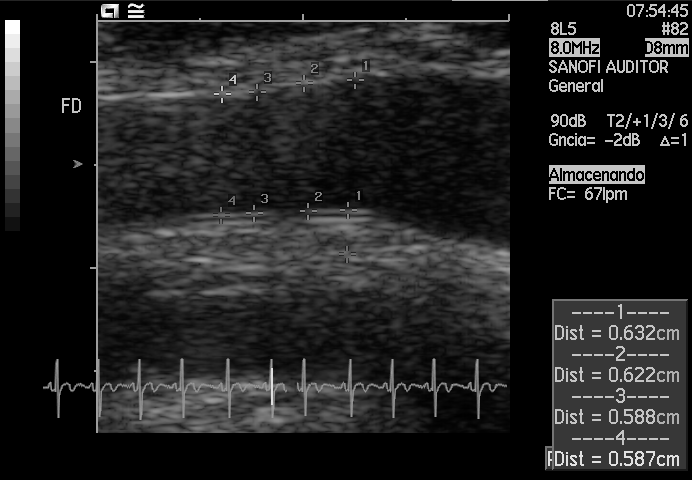 07:54:45
8L5 #82
8.0MHz D8mm
SANOFI AUDITOR
General
FD
90dB T2/+1/3/ 6
Gncia= -2dB Δ=1
Almacenando
FC= 67lpm
4 3 2 1
4 3 2 1
----1----
Dist = 0.632cm
----2----
Dist = 0.622cm
----3----
Dist = 0.588cm
----4----
Dist = 0.587cm